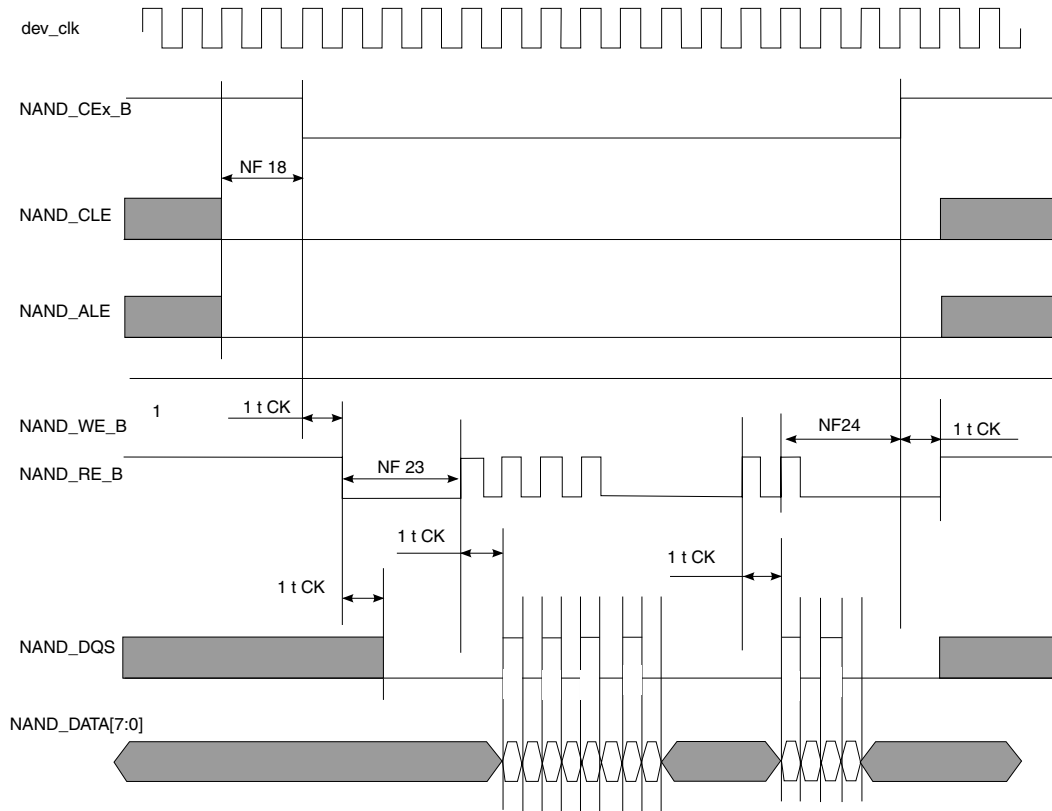 dev_clk
NAND_CEx_B
NF 18
NAND_CLE
NAND_ALE
1
NAND_WE_B
1 t CK
NF24
1 t CK
NAND_RE_B
NF 23
1 t CK
1 t CK
1 t CK
NAND_DQS
NAND_DATA[7:0]